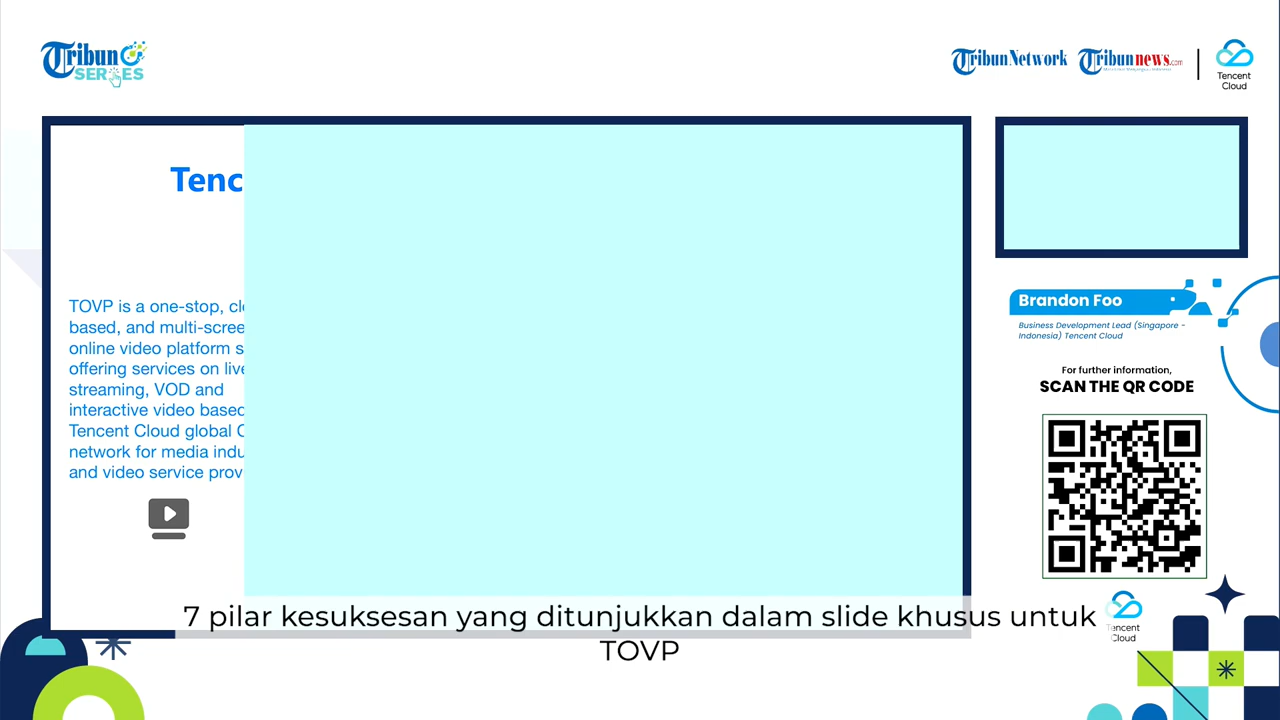 Tribun
SERIES
Tribun Network
Tribunnews.com
Tencent
Cloud
Tenc
TOVP is a one-stop, cl
based, and multi-scree
online video platform s
offering services on live
streaming, VOD and
interactive video based
Tencent Cloud global C
network for media indu
and video service prov
Brandon Foo
Business Development Lead (Singapore -
Indonesia) Tencent Cloud
For further information,
SCAN THE QR CODE
Tencent
Cloud
7 pilar kesuksesan yang ditunjukkan dalam slide khusus untuk
TOVP